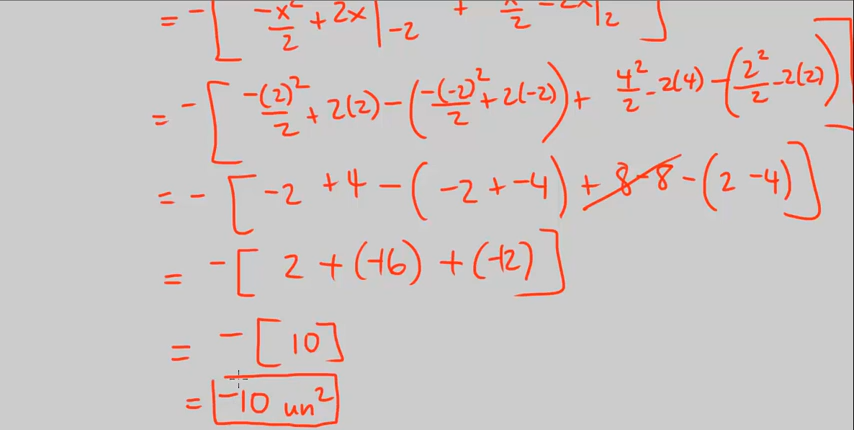 = -[ -x²/2 + 2x |₋₂ + x²/2 - 2x |₂ ]
= -[ -(2)²/2 + 2(2) - ( -(-2)²/2 + 2(-2) ) + 4²/2 - 2(4) - ( 2²/2 - 2(2) ) ]
= -[ -2 + 4 - ( -2 + -4 ) + 8 - 8 - ( 2 - 4 ) ]
= -[ 2 + (+6) + (+2) ]
= -[ 10 ]
= -10 un²